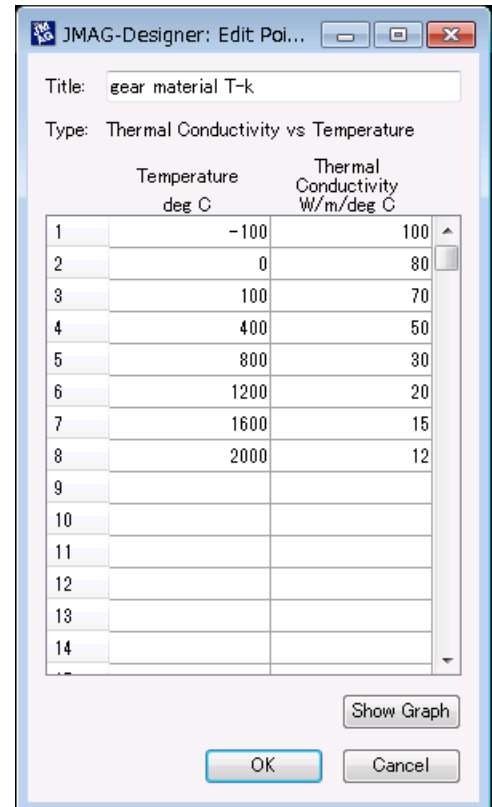 JMAG-Designer: Edit Poi...
Title: gear material T-k
Type: Thermal Conductivity vs Temperature
Temperature deg C
Thermal Conductivity W/m/deg C
1 -100 100
2 0 80
3 100 70
4 400 50
5 800 30
6 1200 20
7 1600 15
8 2000 12
9
10
11
12
13
14
Show Graph
OK Cancel